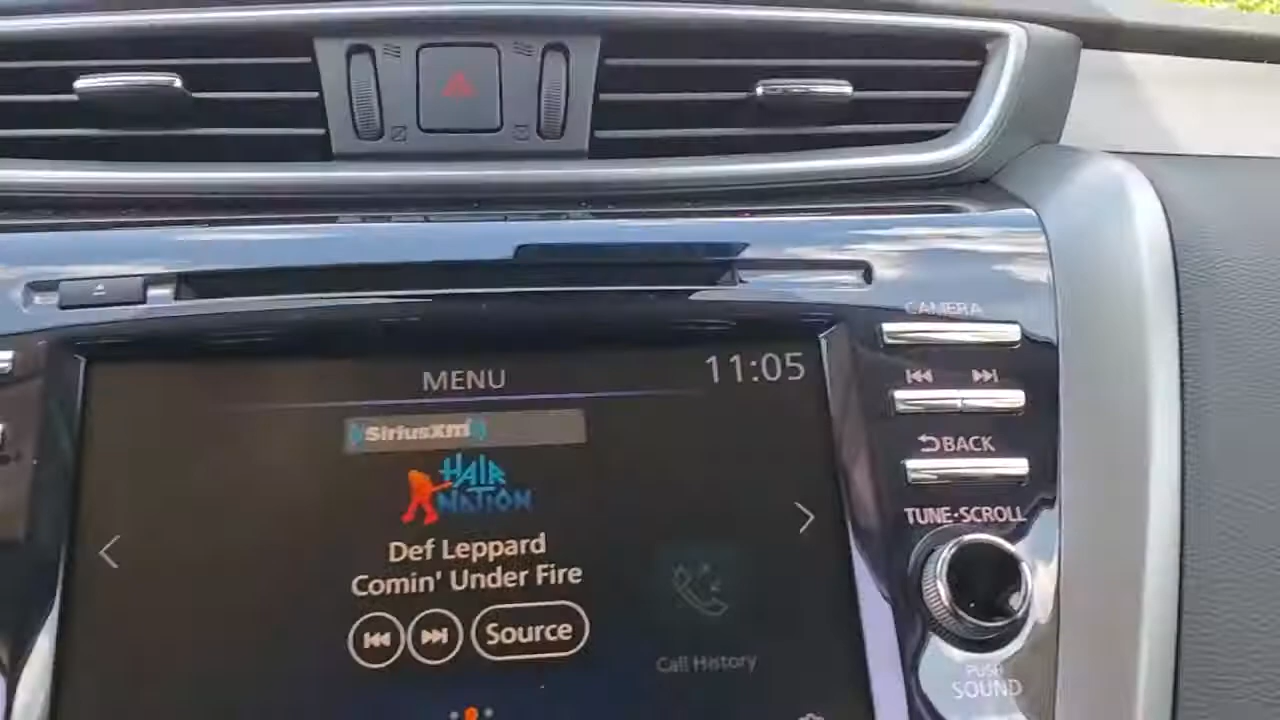 CAMERA
MENU
11:05
SiriusXM
HAIR
NATION
BACK
TUNE·SCROLL
Def Leppard
Comin' Under Fire
Source
Call History
PUSH
SOUND